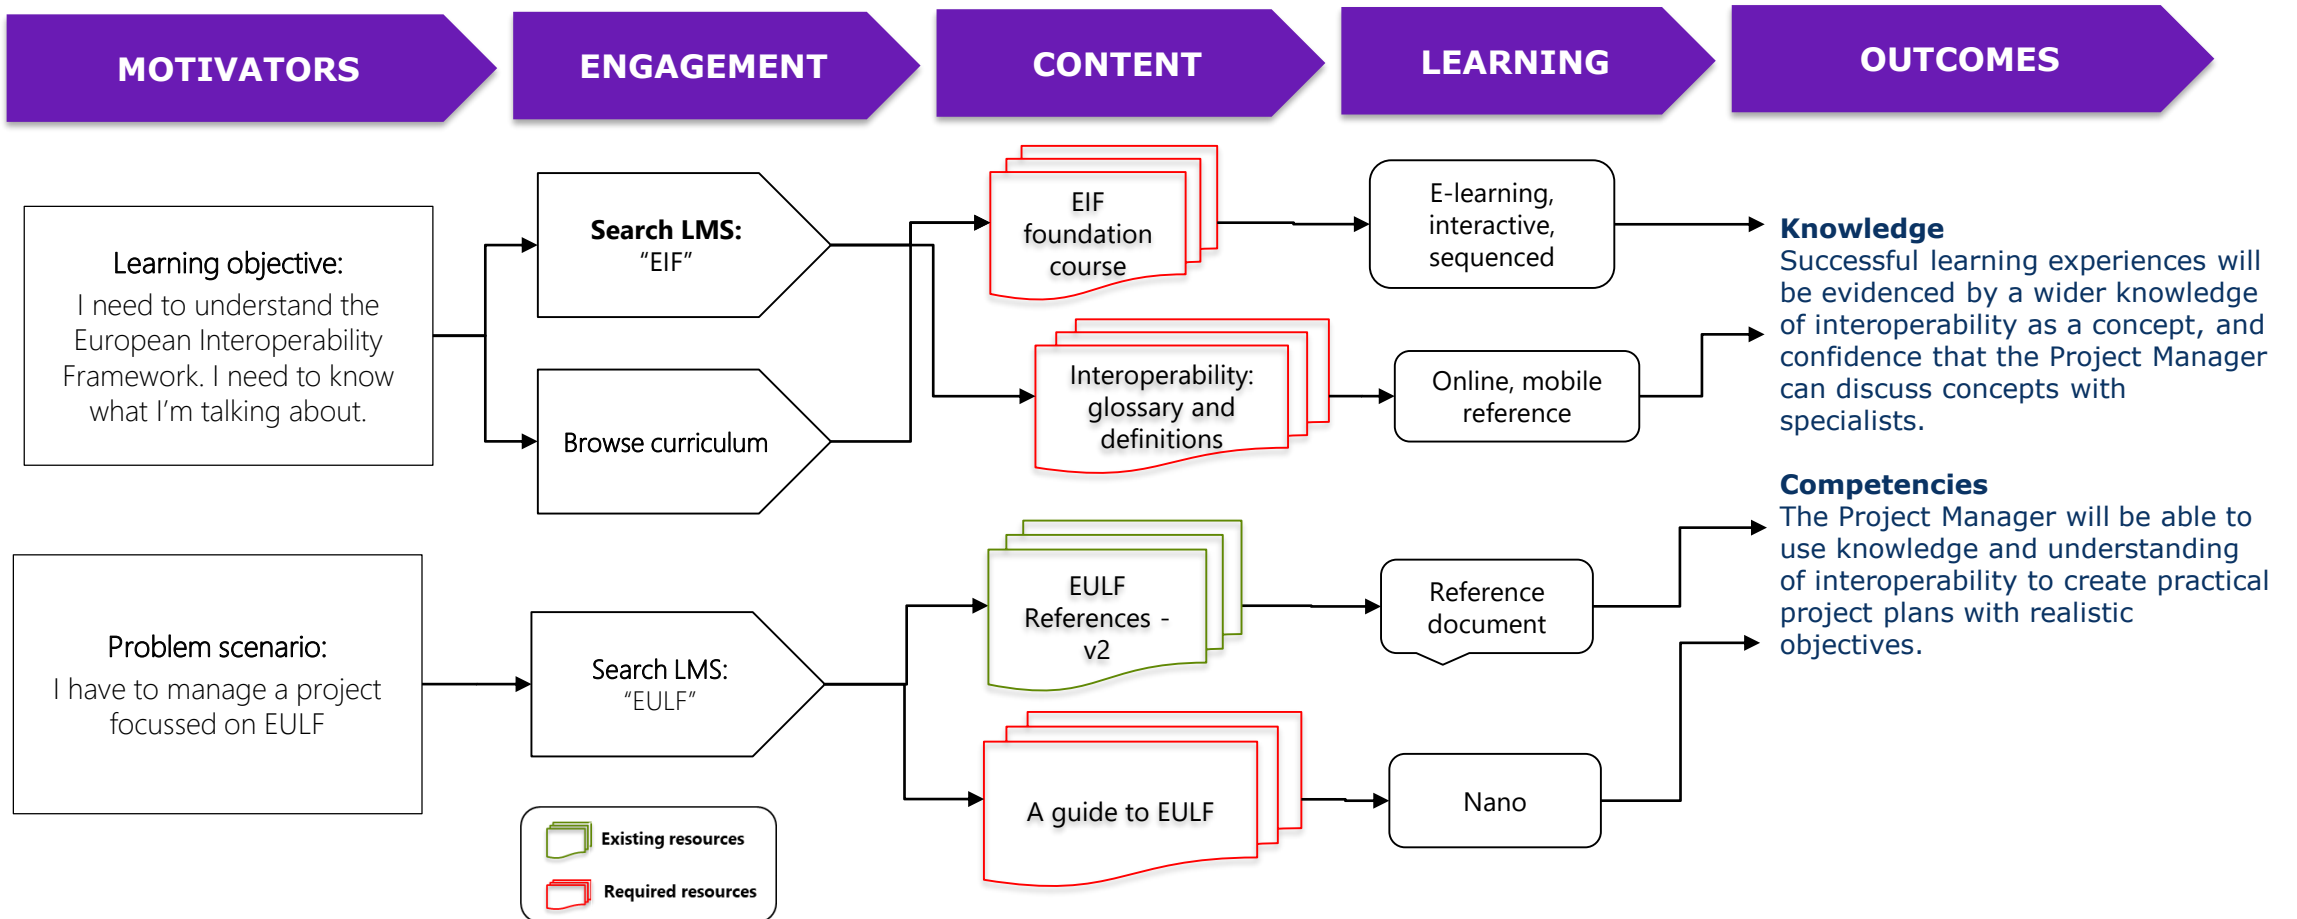 MOTIVATORS
ENGAGEMENT
CONTENT
LEARNING
OUTCOMES
Learning objective:
I need to understand the
European Interoperability
Framework. I need to know
what I'm talking about.
Search LMS:
"EIF"
Browse curriculum
EIF
foundation
course
Interoperability:
glossary and
definitions
E-learning,
interactive,
sequenced
Online, mobile
reference
Knowledge
Successful learning experiences will
be evidenced by a wider knowledge
of interoperability as a concept, and
confidence that the Project Manager
can discuss concepts with
specialists.
Problem scenario:
I have to manage a project
focussed on EULF
Search LMS:
"EULF"
EULF
References -
v2
A guide to EULF
Reference
document
Nano
Competencies
The Project Manager will be able to
use knowledge and understanding
of interoperability to create practical
project plans with realistic
objectives.
Existing resources
Required resources